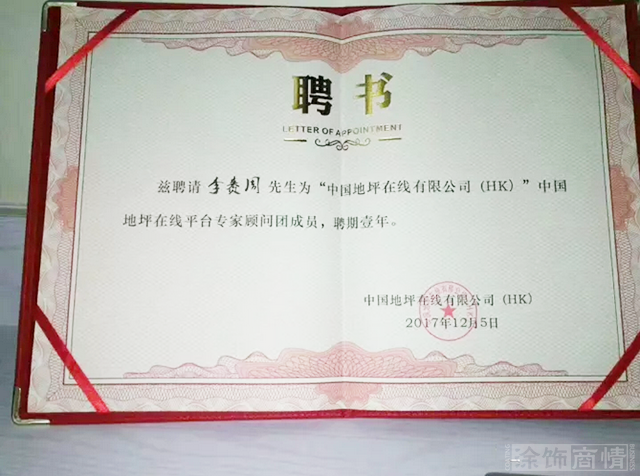 聘书
LETTER OF APPOINTMENT
兹聘请 李贵阁 先生为“中国地坪在线有限公司(HK)”中国
地坪在线平台专家顾问团成员,聘期壹年。
中国地坪在线有限公司(HK)
2017年12月5日
涂饰商情